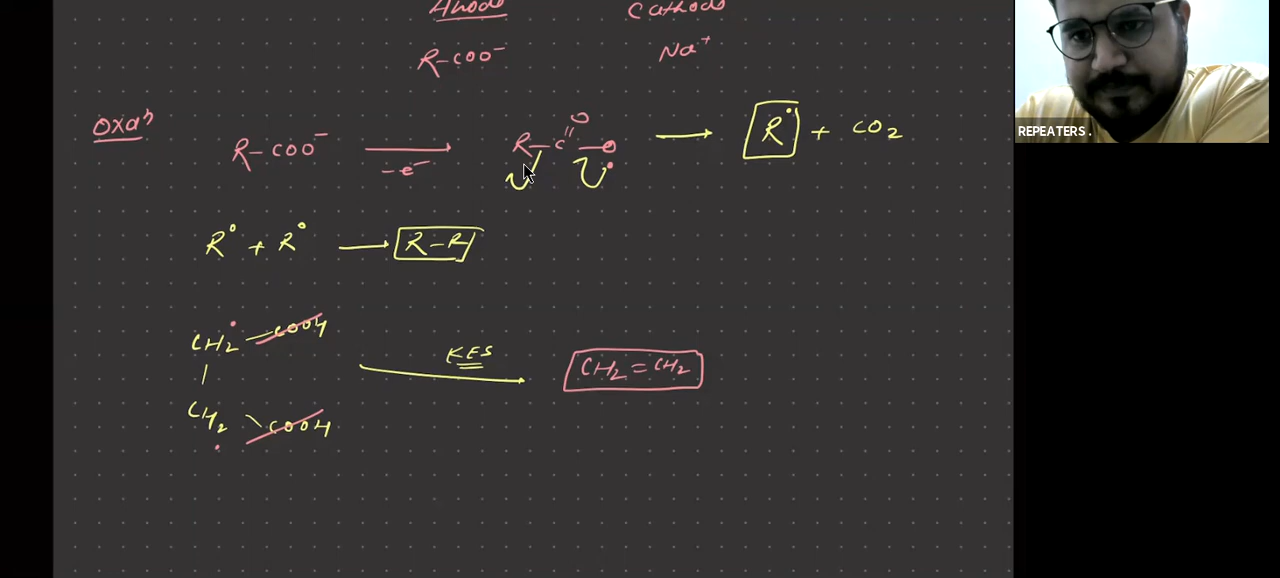 Anode Cathode
R-COO⁻ Na⁺
REPEATERS .
Oxaⁿ
R-COO⁻ → -e⁻ R-C(=O)-O• → R• + CO₂
R• + R• → R-R
CH₂-COOH
KES
CH₂=CH₂
CH₂-COOH